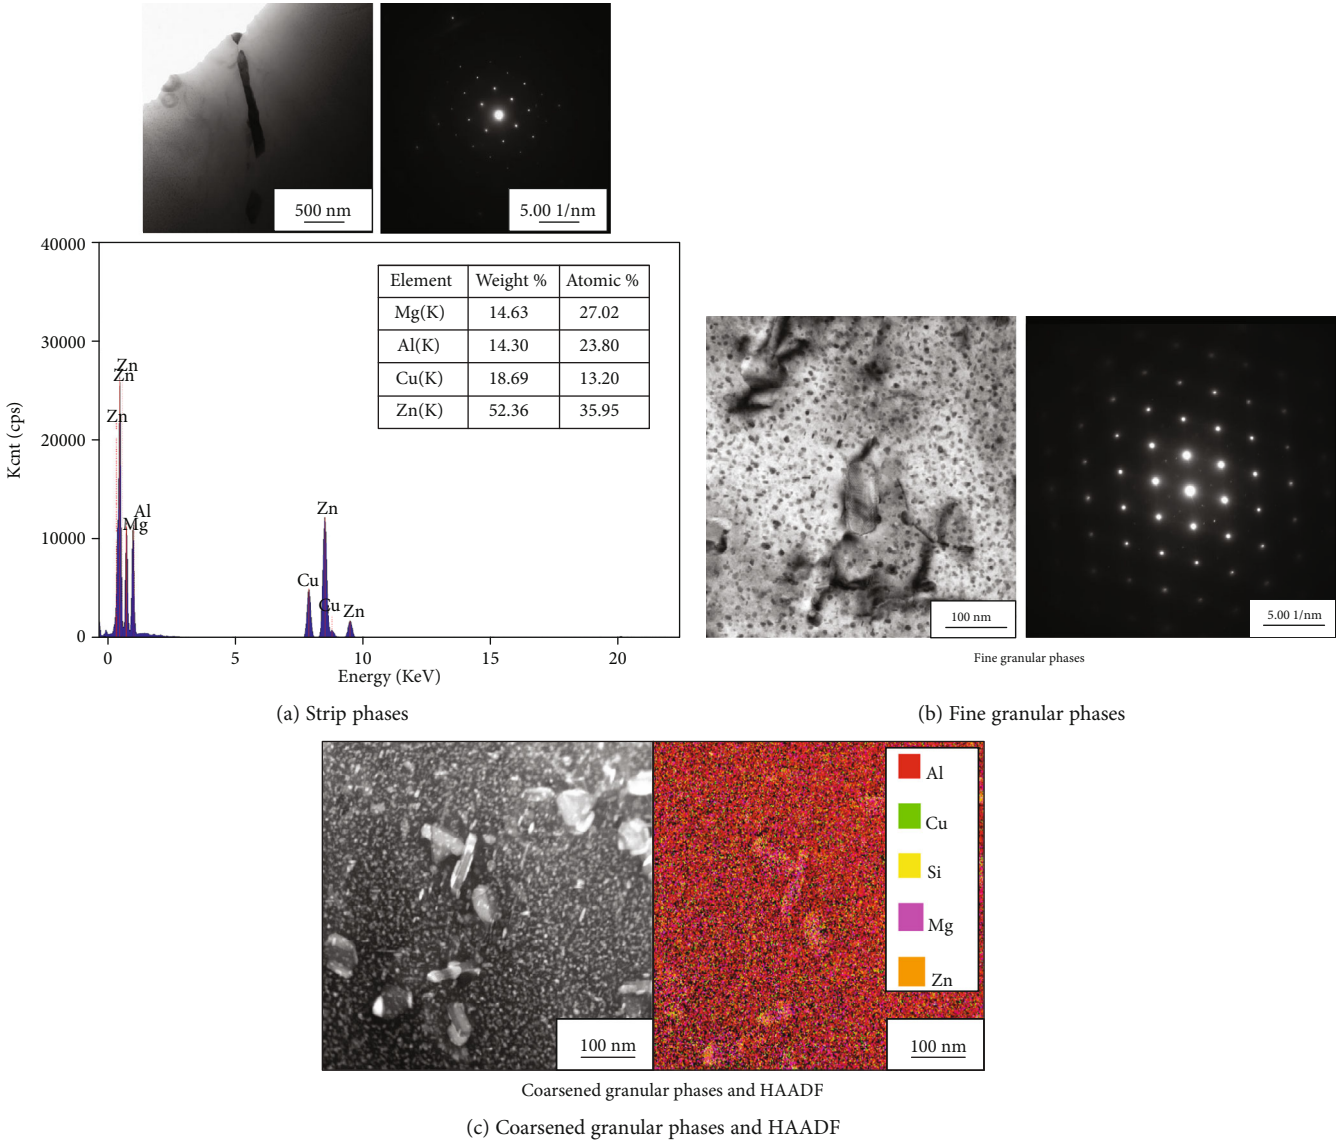 500 nm
5.00 1/nm
40000
30000
20000
10000
0
Kcnt (cps)
Zn
Zn
Zn
Al
Mg
Cu
Zn
Cu
Zn
Element Weight % Atomic %
Mg(K) 14.63 27.02
Al(K) 14.30 23.80
Cu(K) 18.69 13.20
Zn(K) 52.36 35.95
0 5 10 15 20
Energy (KeV)
(a) Strip phases
100 nm
5.00 1/nm
Fine granular phases
(b) Fine granular phases
Al
Cu
Si
Mg
Zn
100 nm
100 nm
Coarsened granular phases and HAADF
(c) Coarsened granular phases and HAADF